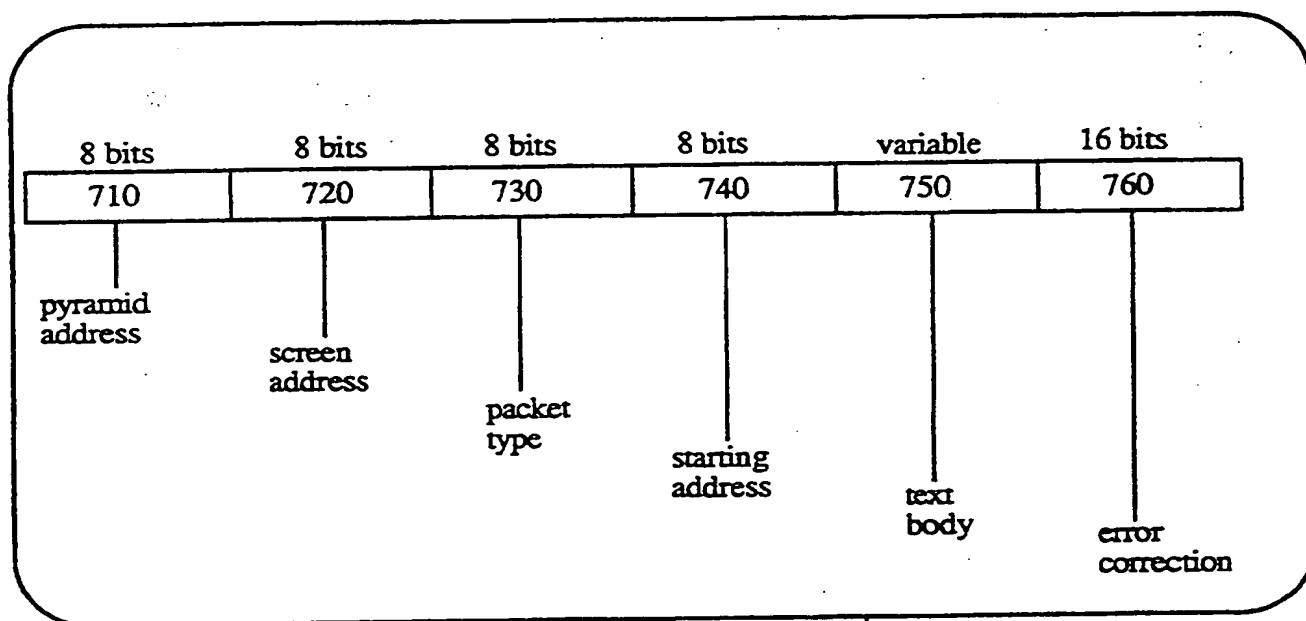 8 bits 8 bits 8 bits 8 bits variable 16 bits
710 720 730 740 750 760
pyramid
address
screen
address
packet
type
starting
address
text
body
error
correction